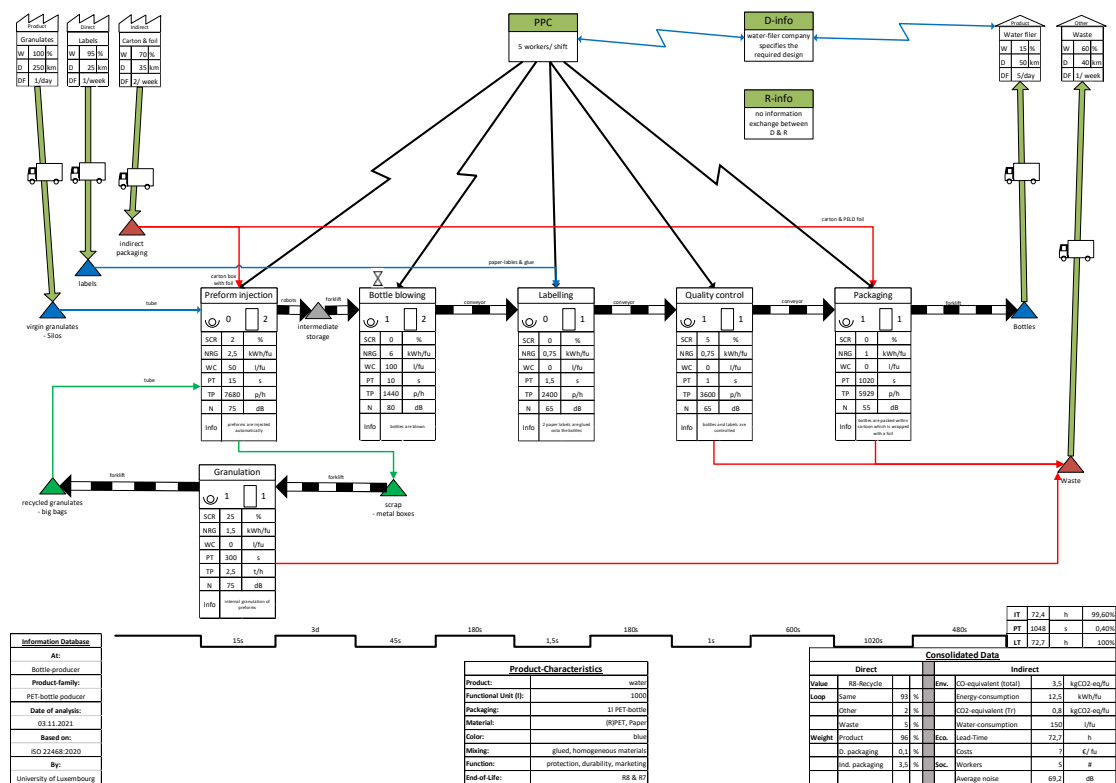 Product
Direct
Indirect
Granulates
Labels
Carton & foil
W 100 %
D 250 km
DF 1/day
W 95 %
D 25 km
DF 1/week
W 70 %
D 35 km
DF 2/ week
PPC
5 workers/ shift
D-info
water-filer company
specifies the
required design
R-info
no information
exchange between
D & R
Product
Water filer
W 15 %
D 50 km
DF 5/day
Other
Waste
W 60 %
D 40 km
DF 1/ week
indirect
packaging
carton & PELD foil
labels
paper-lables & glue
carton box
with foil
virgin granulates
- Silos
tube
Preform injection
0 2
SCR 2 %
NRG 2,5 kWh/fu
WC 50 l/fu
PT 15 s
TP 7680 p/h
N 75 dB
Info
preforms are injected
automatically
robots
forklift
intermediate
storage
Bottle blowing
1 2
SCR 0 %
NRG 6 kWh/fu
WC 100 l/fu
PT 10 s
TP 1440 p/h
N 80 dB
Info
bottles are blown
conveyor
Labelling
0 1
SCR 0 %
NRG 0,75 kWh/fu
WC 0 l/fu
PT 1,5 s
TP 2400 p/h
N 65 dB
Info
2 paper labels are glued
onto the bottles
conveyor
Quality control
1 1
SCR 5 %
NRG 0,75 kWh/fu
WC 0 l/fu
PT 1 s
TP 3600 p/h
N 65 dB
Info
bottles and labels are
controlled
conveyor
Packaging
1 1
SCR 0 %
NRG 1 kWh/fu
WC 0 l/fu
PT 1020 s
TP 5929 p/h
N 55 dB
Info
bottles are packed within
cartons which is wrapped
with a foil
forklift
Bottles
tube
recycled granulates
- big bags
forklift
Granulation
1 1
SCR 25 %
NRG 1,5 kWh/fu
WC 0 l/fu
PT 300 s
TP 2,5 t/h
N 75 dB
Info
internal granulation of
preforms
forklift
scrap
- metal boxes
Waste
15s
3d
45s
180s
1,5s
180s
1s
600s
1020s
480s
IT 72,4 h 99,60%
PT 1048 s 0,40%
LT 72,7 h 100%
Information Database
At:
Bottle-producer
Product-family:
PET-bottle poducer
Date of analysis:
03.11.2021
Based on:
ISO 22468:2020
By:
University of Luxembourg
Product-Characteristics
Product: water
Functional Unit (l): 1000
Packaging: 1l PET-bottle
Material: (R)PET, Paper
Color: blue
Mixing: glued, homogeneous materials
Function: protection, durability, marketing
End-of-Life: R8 & R7
Consolidated Data
Direct Indirect
Value R8-Recycle Env. CO-equivalent (total) 3,5 kgCO2-eq/fu
Loop Same 93 % Energy-consumption 12,5 kWh/fu
Other 2 % CO2-equivalent (Tr) 0,8 kgCO2-eq/fu
Waste 5 % Water-consumption 150 l/fu
Weight Product 96 % Eco. Lead-Time 72,7 h
D. packaging 0,1 % Costs ? €/ fu
Ind. packaging 3,5 % Soc. Workers 5 #
Average noise 69,2 dB